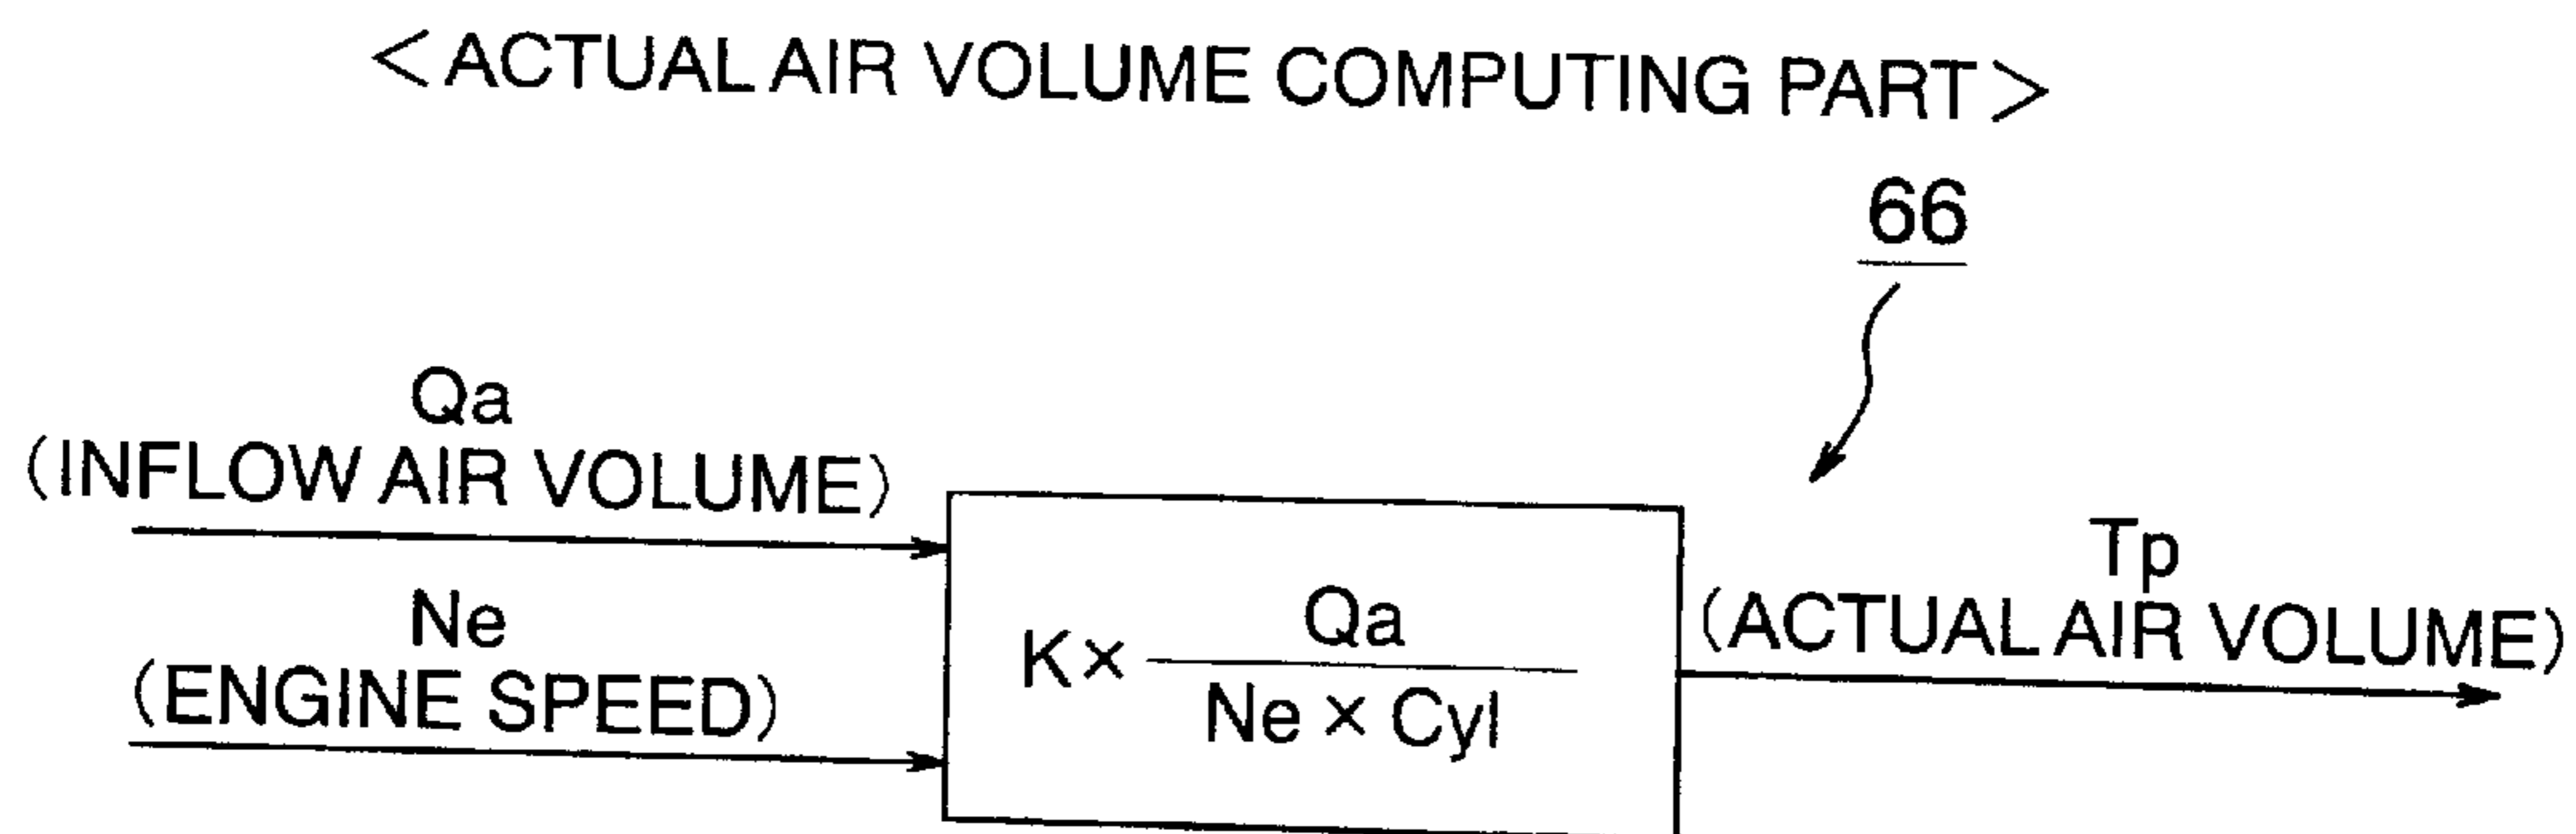 <ACTUAL AIR VOLUME COMPUTING PART>
66
Qa
(INFLOW AIR VOLUME)
Ne
(ENGINE SPEED)
K× Qa
Ne × Cyl
Tp
(ACTUAL AIR VOLUME)